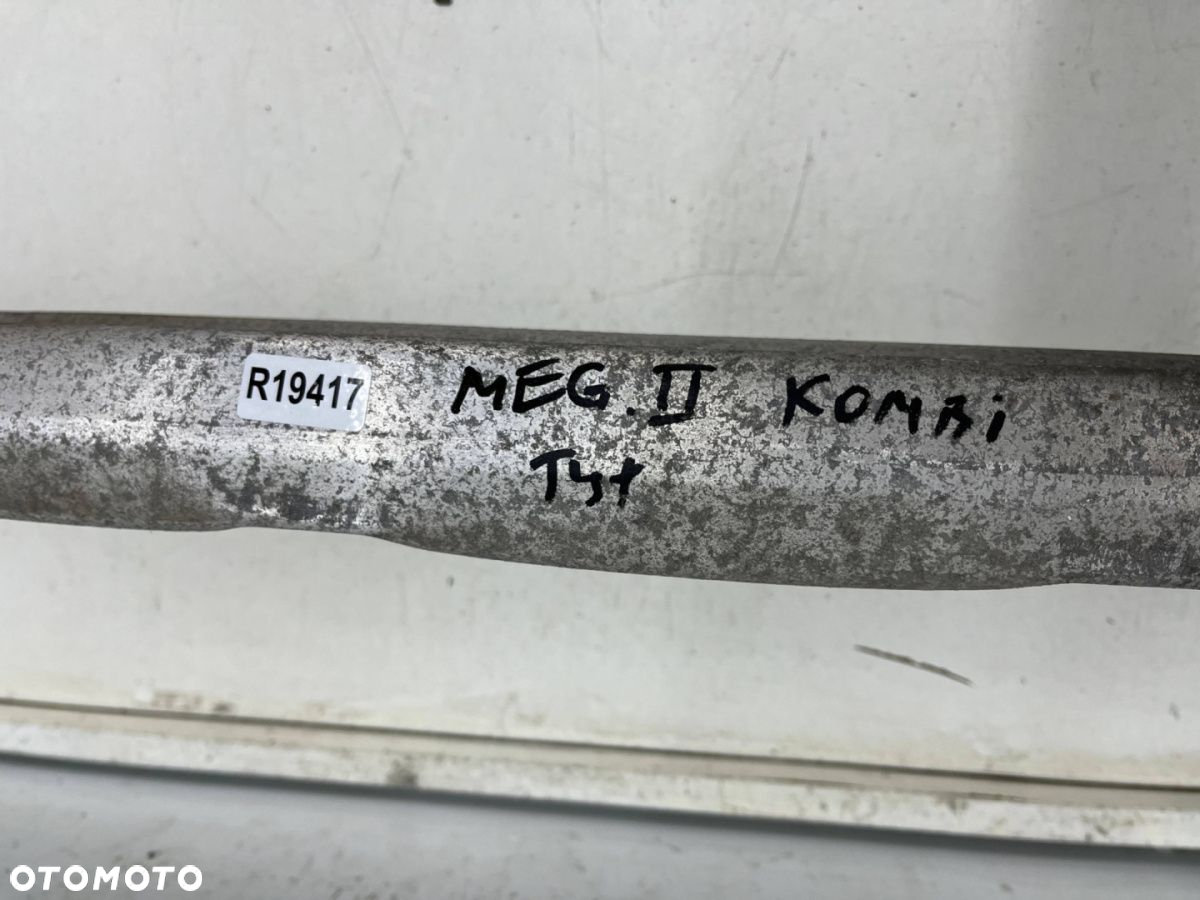 R19417 MEG. II KOMBi
Tył
OTOMOTO